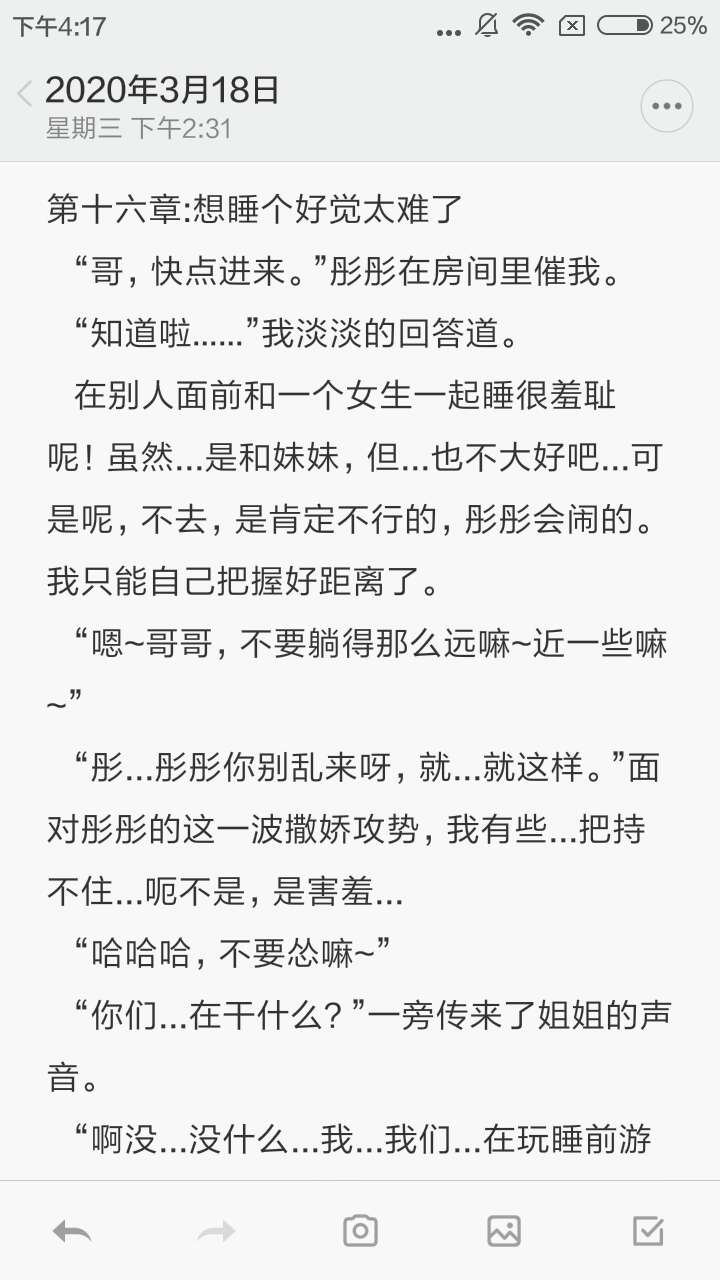 下午4:17
... 25%
2020年3月18日
星期三 下午2:31
第十六章:想睡个好觉太难了
“哥，快点进来。”彤彤在房间里催我。
“知道啦......”我淡淡的回答道。
在别人面前和一个女生一起睡很羞耻
呢！虽然...是和妹妹，但...也不大好吧...可
是呢，不去，是肯定不行的，彤彤会闹的。
我只能自己把握好距离了。
“嗯~哥哥，不要躺得那么远嘛~近一些嘛
~”
“彤...彤彤你别乱来呀，就...就这样。”面
对彤彤的这一波撒娇攻势，我有些...把持
不住...呃不是，是害羞...
“哈哈哈，不要怂嘛~”
“你们...在干什么？”一旁传来了姐姐的声
音。
“啊没...没什么...我...我们...在玩睡前游